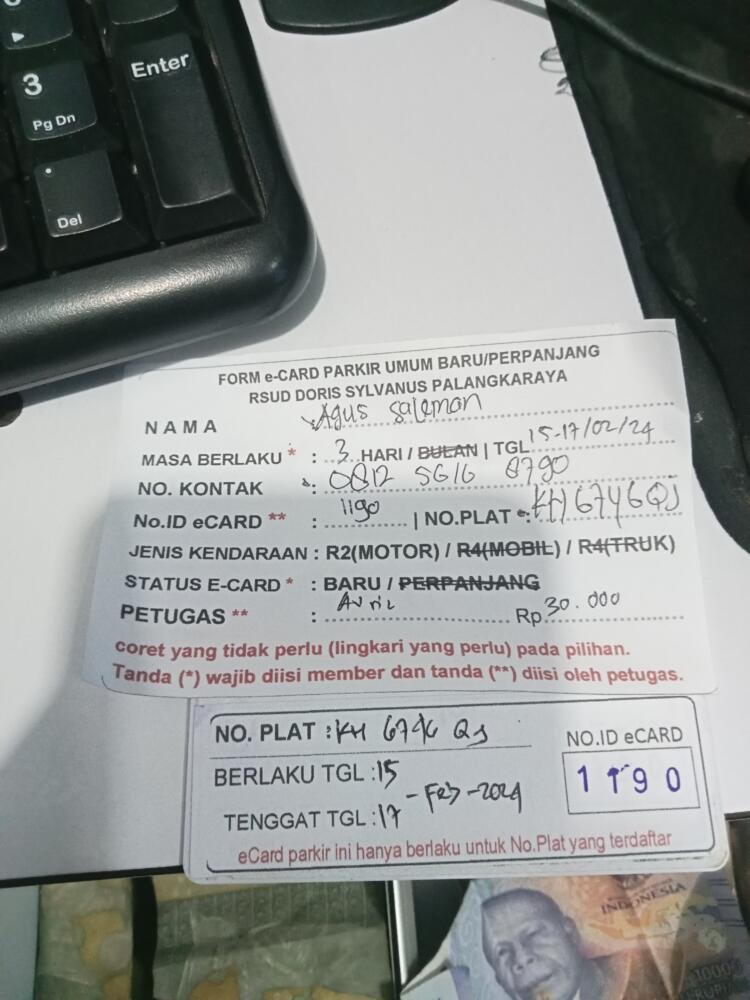 3
Pg Dn
Enter
.
Del
FORM e-CARD PARKIR UMUM BARU/PERPANJANG
RSUD DORIS SYLVANUS PALANGKARAYA
NAMA Agus Saleman
MASA BERLAKU * : 3 HARI / BULAN | TGL 15-17/02/24
NO. KONTAK : 0812 5616 8790
No.ID eCARD ** : 1190 | NO.PLAT : KH 6746 QJ
JENIS KENDARAAN : R2(MOTOR) / R4(MOBIL) / R4(TRUK)
STATUS E-CARD * : BARU / PERPANJANG
PETUGAS ** : Avril Rp. 30.000
coret yang tidak perlu (lingkari yang perlu) pada pilihan.
Tanda (*) wajib diisi member dan tanda (**) diisi oleh petugas.
NO. PLAT : KH 6746 QJ
NO.ID eCARD
BERLAKU TGL : 15
1190
TENGGAT TGL : 17 - Feb - 2024
eCard parkir ini hanya berlaku untuk No.Plat yang terdaftar
INDONESIA